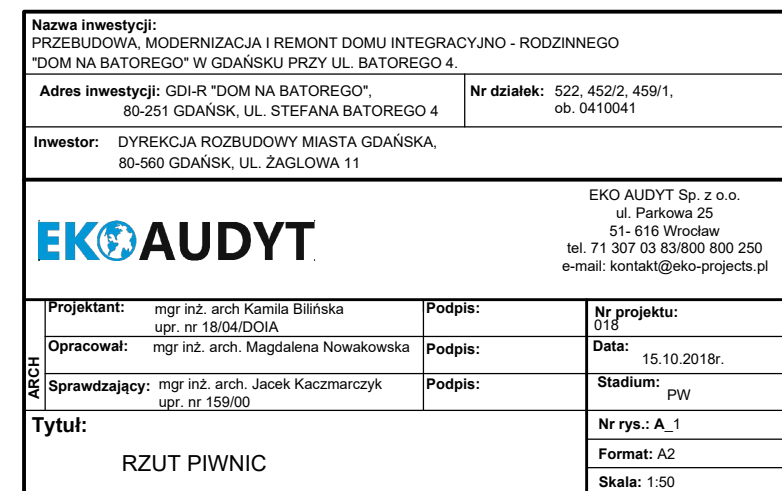 Nazwa inwestycji:
PRZEBUDOWA, MODERNIZACJA I REMONT DOMU INTEGRACYJNO - RODZINNEGO
"DOM NA BATOREGO" W GDAŃSKU PRZY UL. BATOREGO 4.
Adres inwestycji: GDI-R "DOM NA BATOREGO",
80-251 GDAŃSK, UL. STEFANA BATOREGO 4
Nr działek: 522, 452/2, 459/1,
ob. 0410041
Inwestor: DYREKCJA ROZBUDOWY MIASTA GDAŃSKA,
80-560 GDAŃSK, UL. ŻAGLOWA 11
EKO AUDYT
EKO AUDYT Sp. z o.o.
ul. Parkowa 25
51- 616 Wrocław
tel. 71 307 03 83/800 800 250
e-mail: kontakt@eko-projects.pl
ARCH
Projektant: mgr inż. arch Kamila Bilińska
upr. nr 18/04/DOIA
Podpis:
Nr projektu:
018
Opracował: mgr inż. arch. Magdalena Nowakowska
Podpis:
Data:
15.10.2018r.
Sprawdzający: mgr inż. arch. Jacek Kaczmarczyk
upr. nr 159/00
Podpis:
Stadium:
PW
Tytuł:
RZUT PIWNIC
Nr rys.: A_1
Format: A2
Skala: 1:50